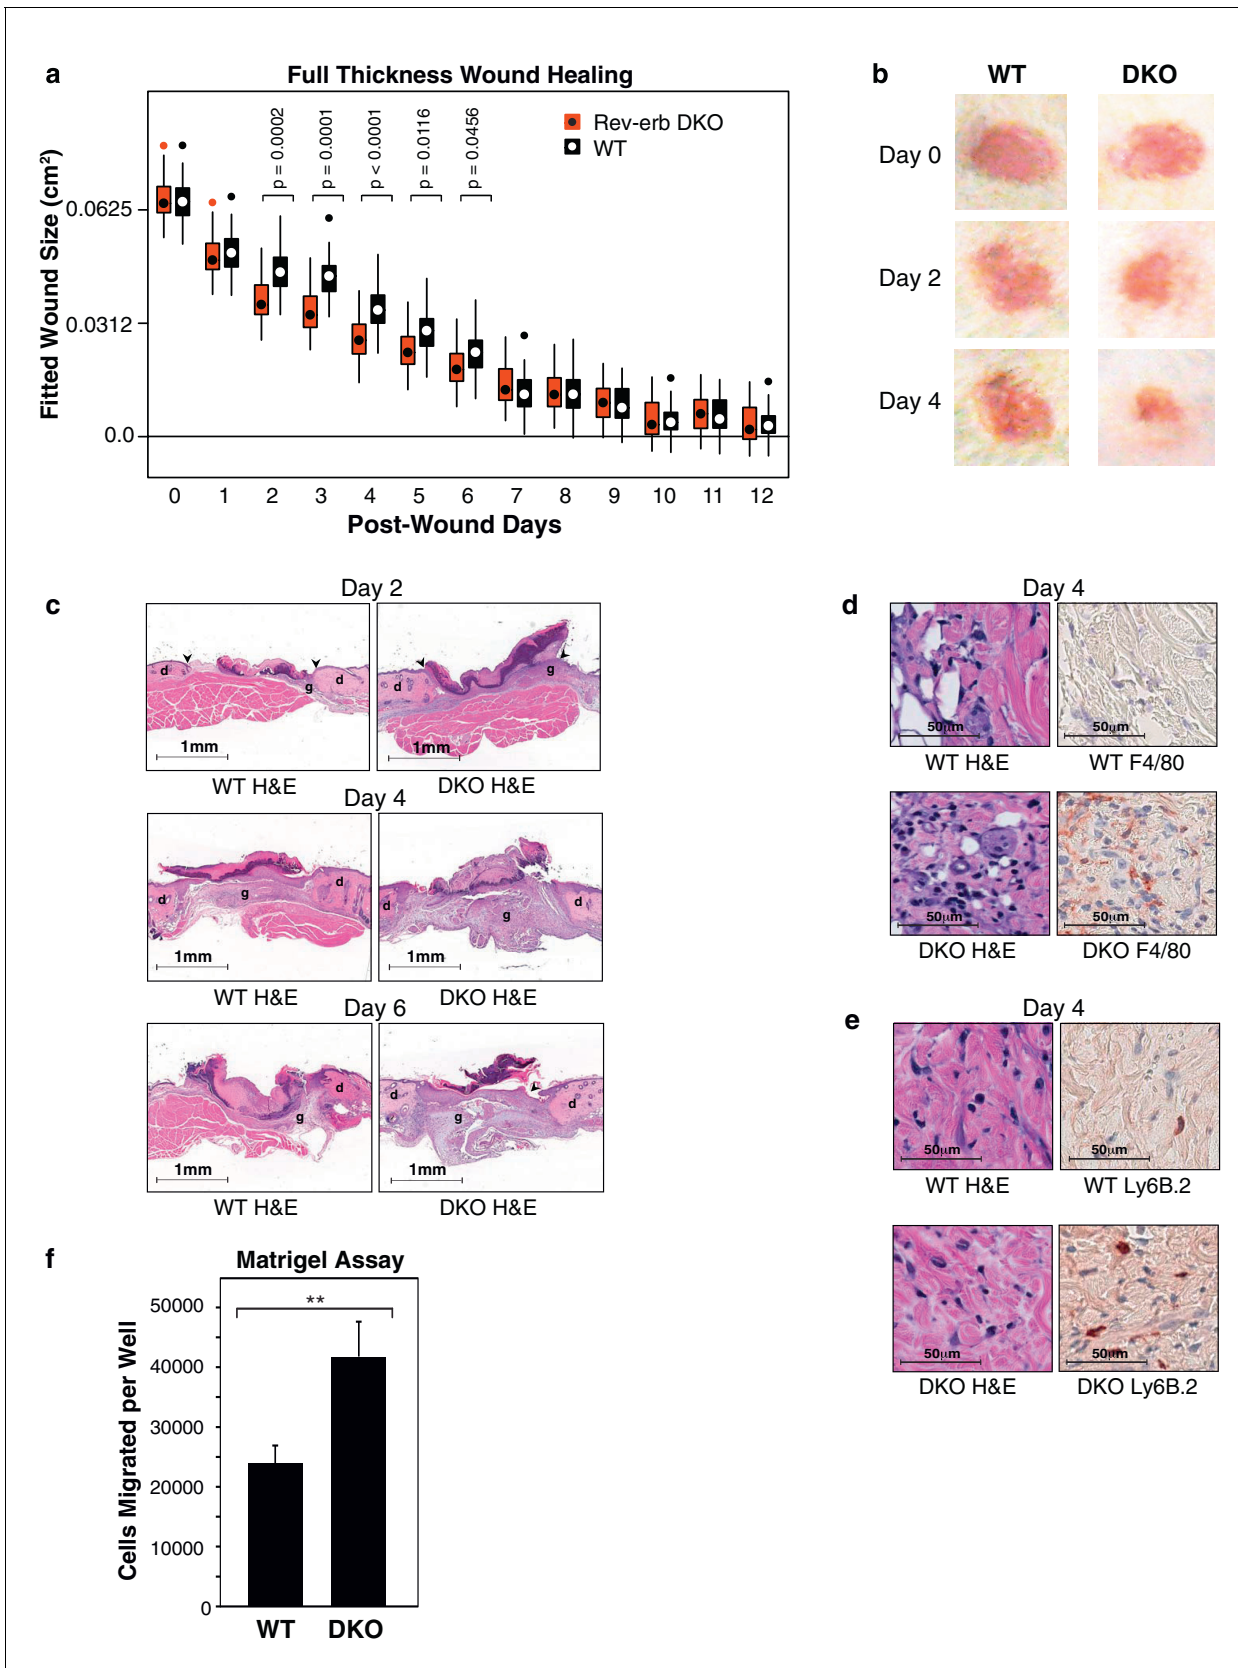 a
Full Thickness Wound Healing
Fitted Wound Size (cm²)
0.0625
0.0312
0.0
p = 0.0002
p = 0.0001
p < 0.0001
p = 0.0116
p = 0.0456
Rev-erb DKO
WT
0 1 2 3 4 5 6 7 8 9 10 11 12
Post-Wound Days
b
WT DKO
Day 0
Day 2
Day 4
c
Day 2
d g d
1mm
d g
1mm
WT H&E DKO H&E
Day 4
d g d
1mm
d g d
1mm
WT H&E DKO H&E
Day 6
d g
1mm
g d
1mm
WT H&E DKO H&E
d
Day 4
50µm 50µm
WT H&E WT F4/80
50µm 50µm
DKO H&E DKO F4/80
e
Day 4
50µm 50µm
WT H&E WT Ly6B.2
50µm 50µm
DKO H&E DKO Ly6B.2
f
Matrigel Assay
Cells Migrated per Well
50000
40000
30000
20000
10000
0
**
WT DKO